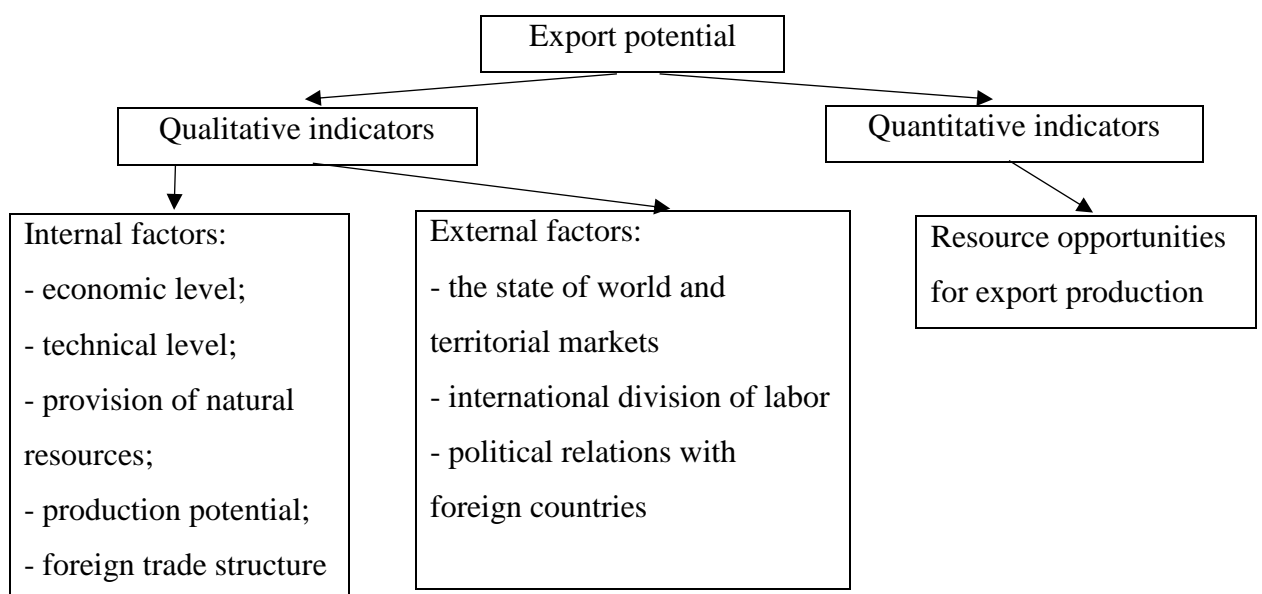 Export potential
Qualitative indicators
Quantitative indicators
Internal factors:
- economic level;
- technical level;
- provision of natural
resources;
- production potential;
- foreign trade structure
External factors:
- the state of world and
territorial markets
- international division of labor
- political relations with
foreign countries
Resource opportunities
for export production